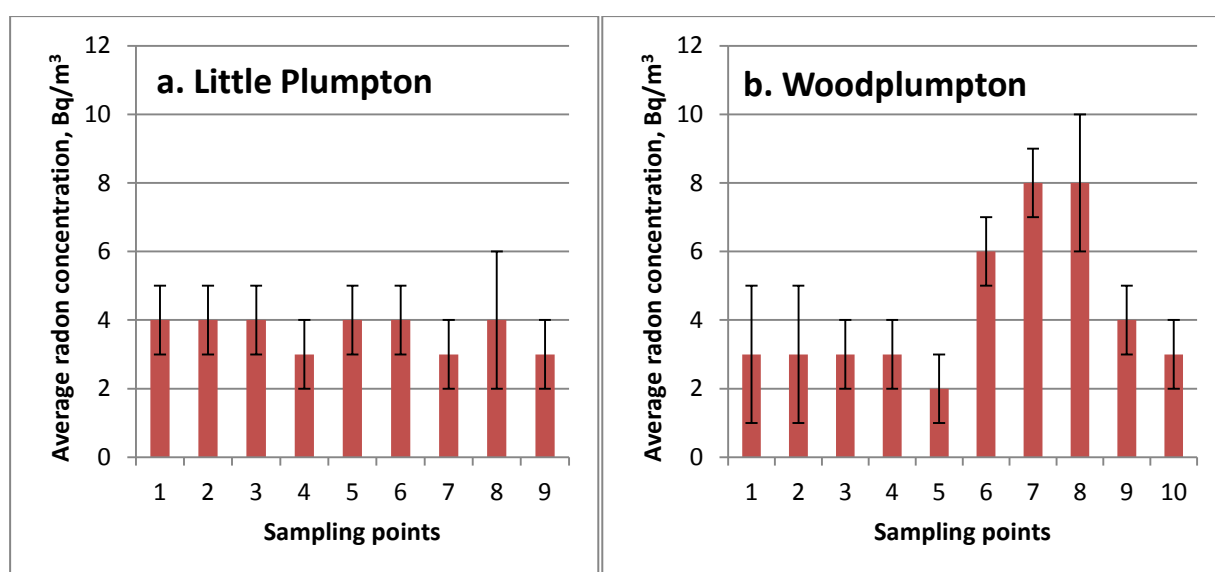 a. Little Plumpton
Average radon concentration, Bq/m³
12
10
8
6
4
2
0
1 2 3 4 5 6 7 8 9
Sampling points
b. Woodplumpton
Average radon concentration, Bq/m³
12
10
8
6
4
2
0
1 2 3 4 5 6 7 8 9 10
Sampling points